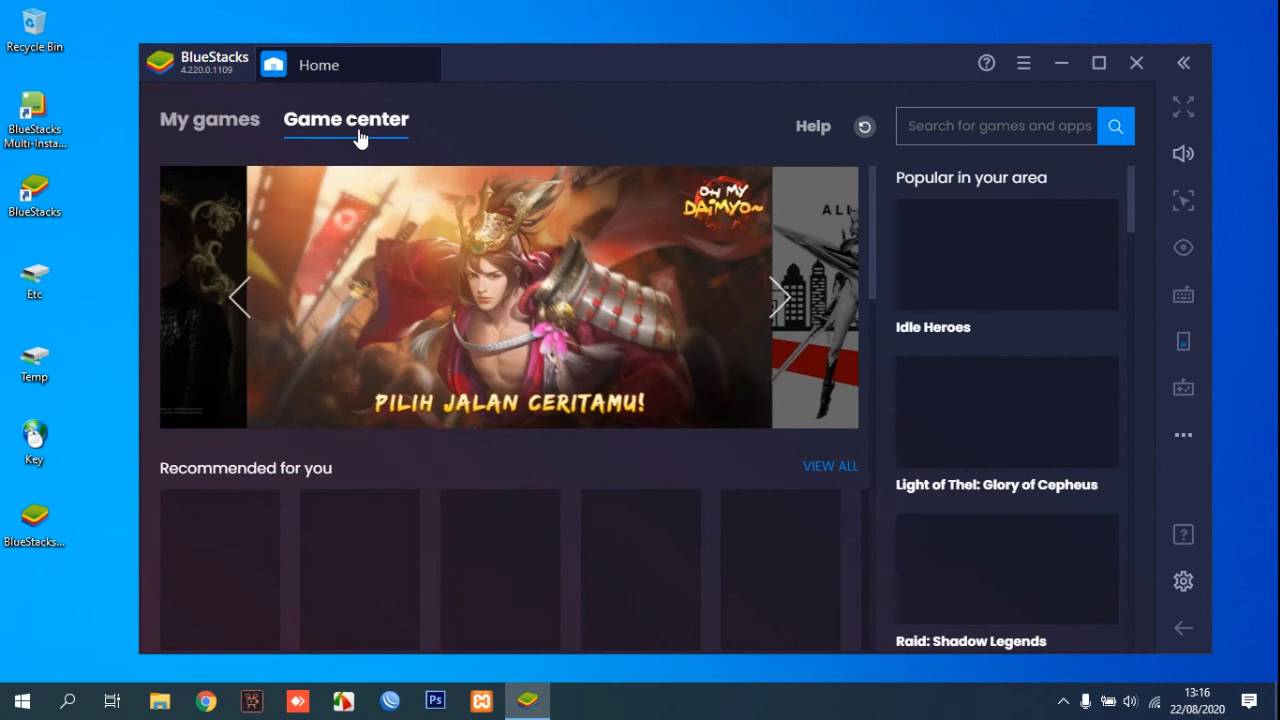 Recycle Bin
BlueStacks
Multi-Insta...
BlueStacks
Etc
Temp
Key
BlueStacks...
BlueStacks
4.220.0.1109
Home
My games
Game center
Help
Search for games and apps
OH MY
DAIMYO~
ALI
PILIH JALAN CERITAMU!
Popular in your area
Idle Heroes
Light of Thel: Glory of Cepheus
Raid: Shadow Legends
Recommended for you
VIEW ALL
Ps
13:16
22/08/2020